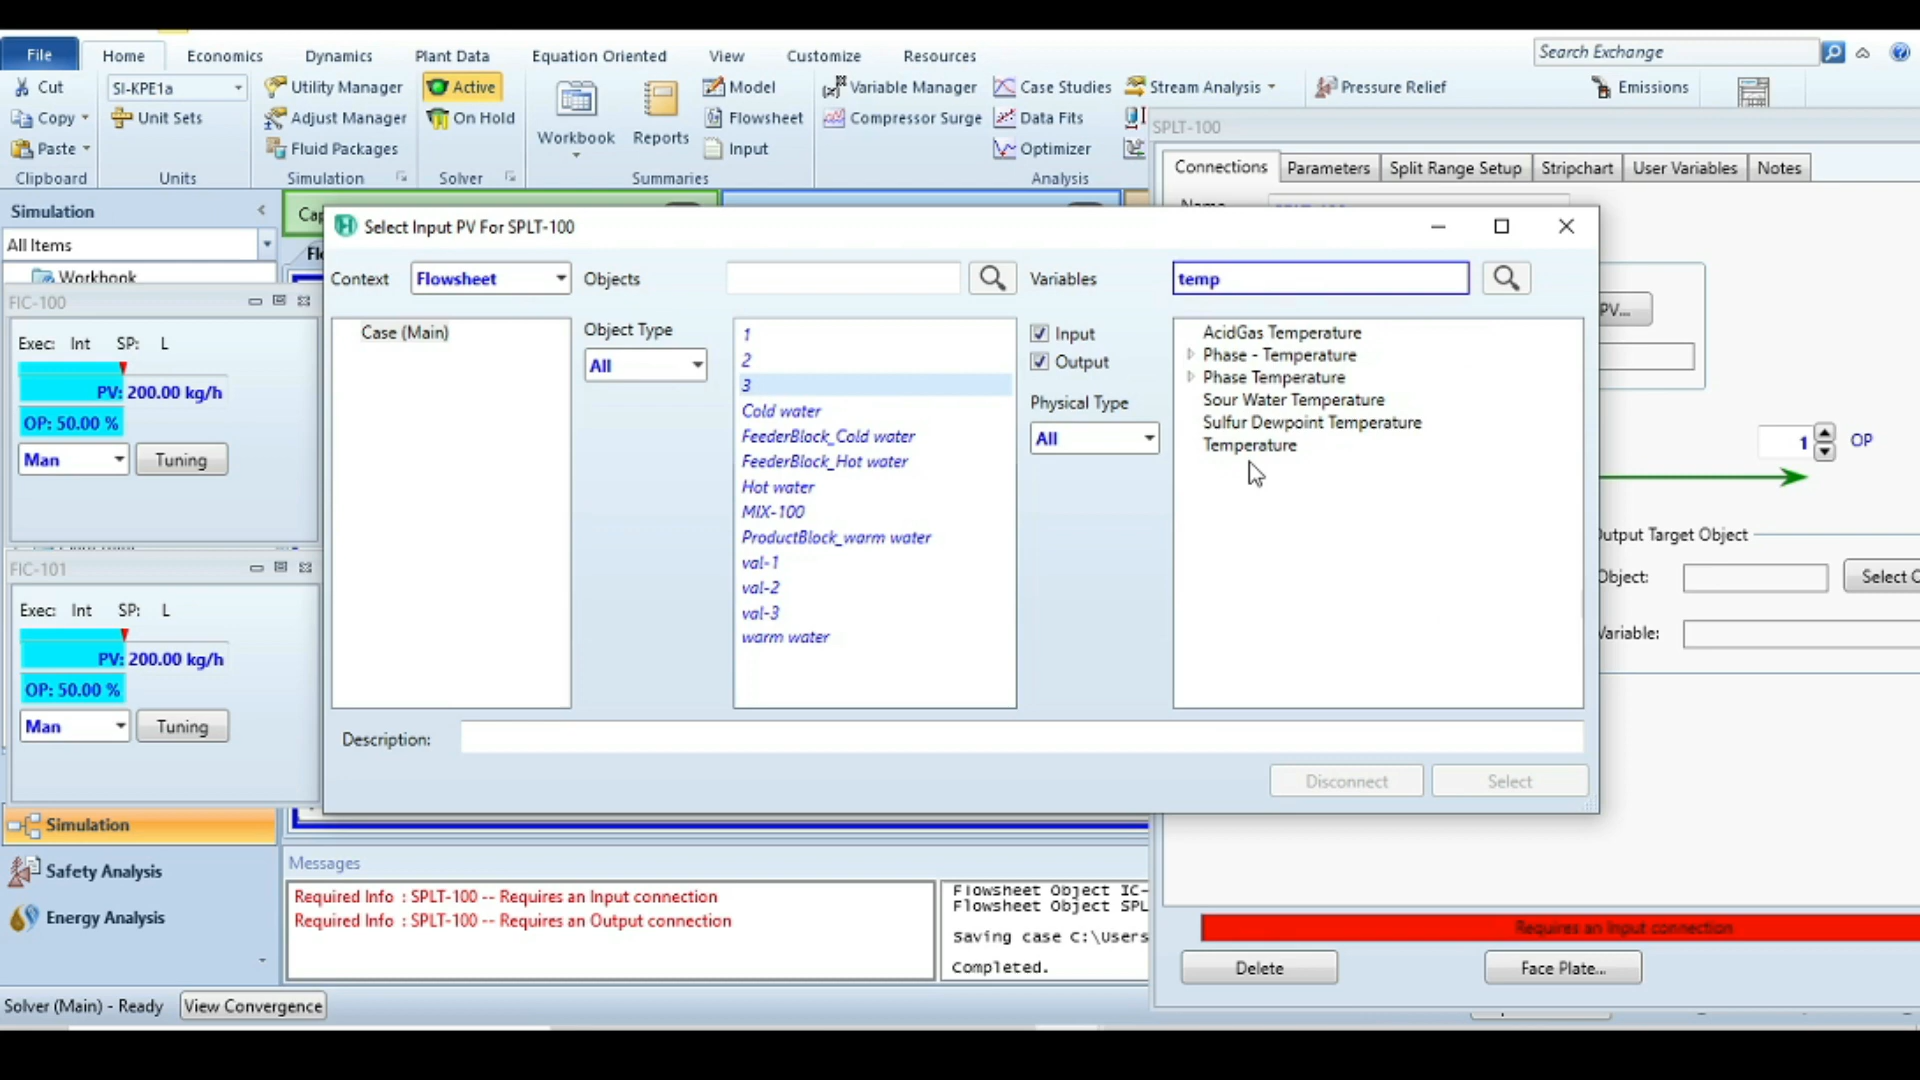 File
Home
Economics
Dynamics
Plant Data
Equation Oriented
View
Customize
Resources
Search Exchange
Cut
SI-KPE1a
Utility Manager
Active
Model
Variable Manager
Case Studies
Stream Analysis
Pressure Relief
Emissions
Copy
Unit Sets
Adjust Manager
On Hold
Workbook
Reports
Flowsheet
Compressor Surge
Data Fits
Paste
Fluid Packages
Input
Optimizer
Clipboard
Units
Simulation
Solver
Summaries
Analysis
SPLT-100
Connections
Parameters
Split Range Setup
Stripchart
User Variables
Notes
Simulation
All Items
Workbook
Select Input PV For SPLT-100
Context
Flowsheet
Objects
Variables
temp
Case (Main)
Object Type
All
1
2
3
Cold water
FeederBlock_Cold water
FeederBlock_Hot water
Hot water
MIX-100
ProductBlock_warm water
val-1
val-2
val-3
warm water
Input
Output
Physical Type
All
AcidGas Temperature
Phase - Temperature
Phase Temperature
Sour Water Temperature
Sulfur Dewpoint Temperature
Temperature
Description:
Disconnect
Select
PV...
1
OP
Output Target Object
Object:
Select
Variable:
FIC-100
Exec: Int SP: L
PV: 200.00 kg/h
OP: 50.00 %
Man
Tuning
FIC-101
Exec: Int SP: L
PV: 200.00 kg/h
OP: 50.00 %
Man
Tuning
Simulation
Safety Analysis
Energy Analysis
Messages
Required Info : SPLT-100 -- Requires an Input connection
Required Info : SPLT-100 -- Requires an Output connection
Flowsheet Object IC-
Flowsheet Object SPL
Saving case C:\Users
Completed.
Requires an Input connection
Delete
Face Plate...
Solver (Main) - Ready
View Convergence